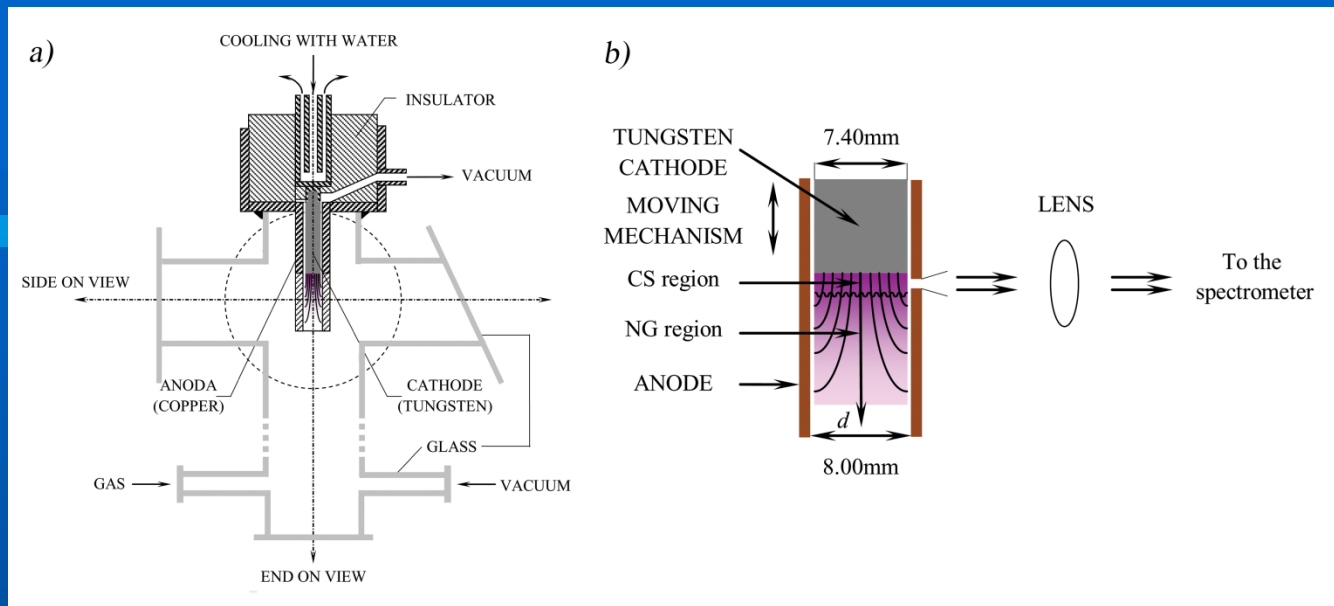 a)
COOLING WITH WATER
INSULATOR
VACUUM
SIDE ON VIEW
ANODA
(COPPER)
CATHODE
(TUNGSTEN)
GLASS
GAS
VACUUM
END ON VIEW
b)
TUNGSTEN
CATHODE
7.40mm
MOVING
MECHANISM
LENS
CS region
To the
spectrometer
NG region
ANODE
d
8.00mm